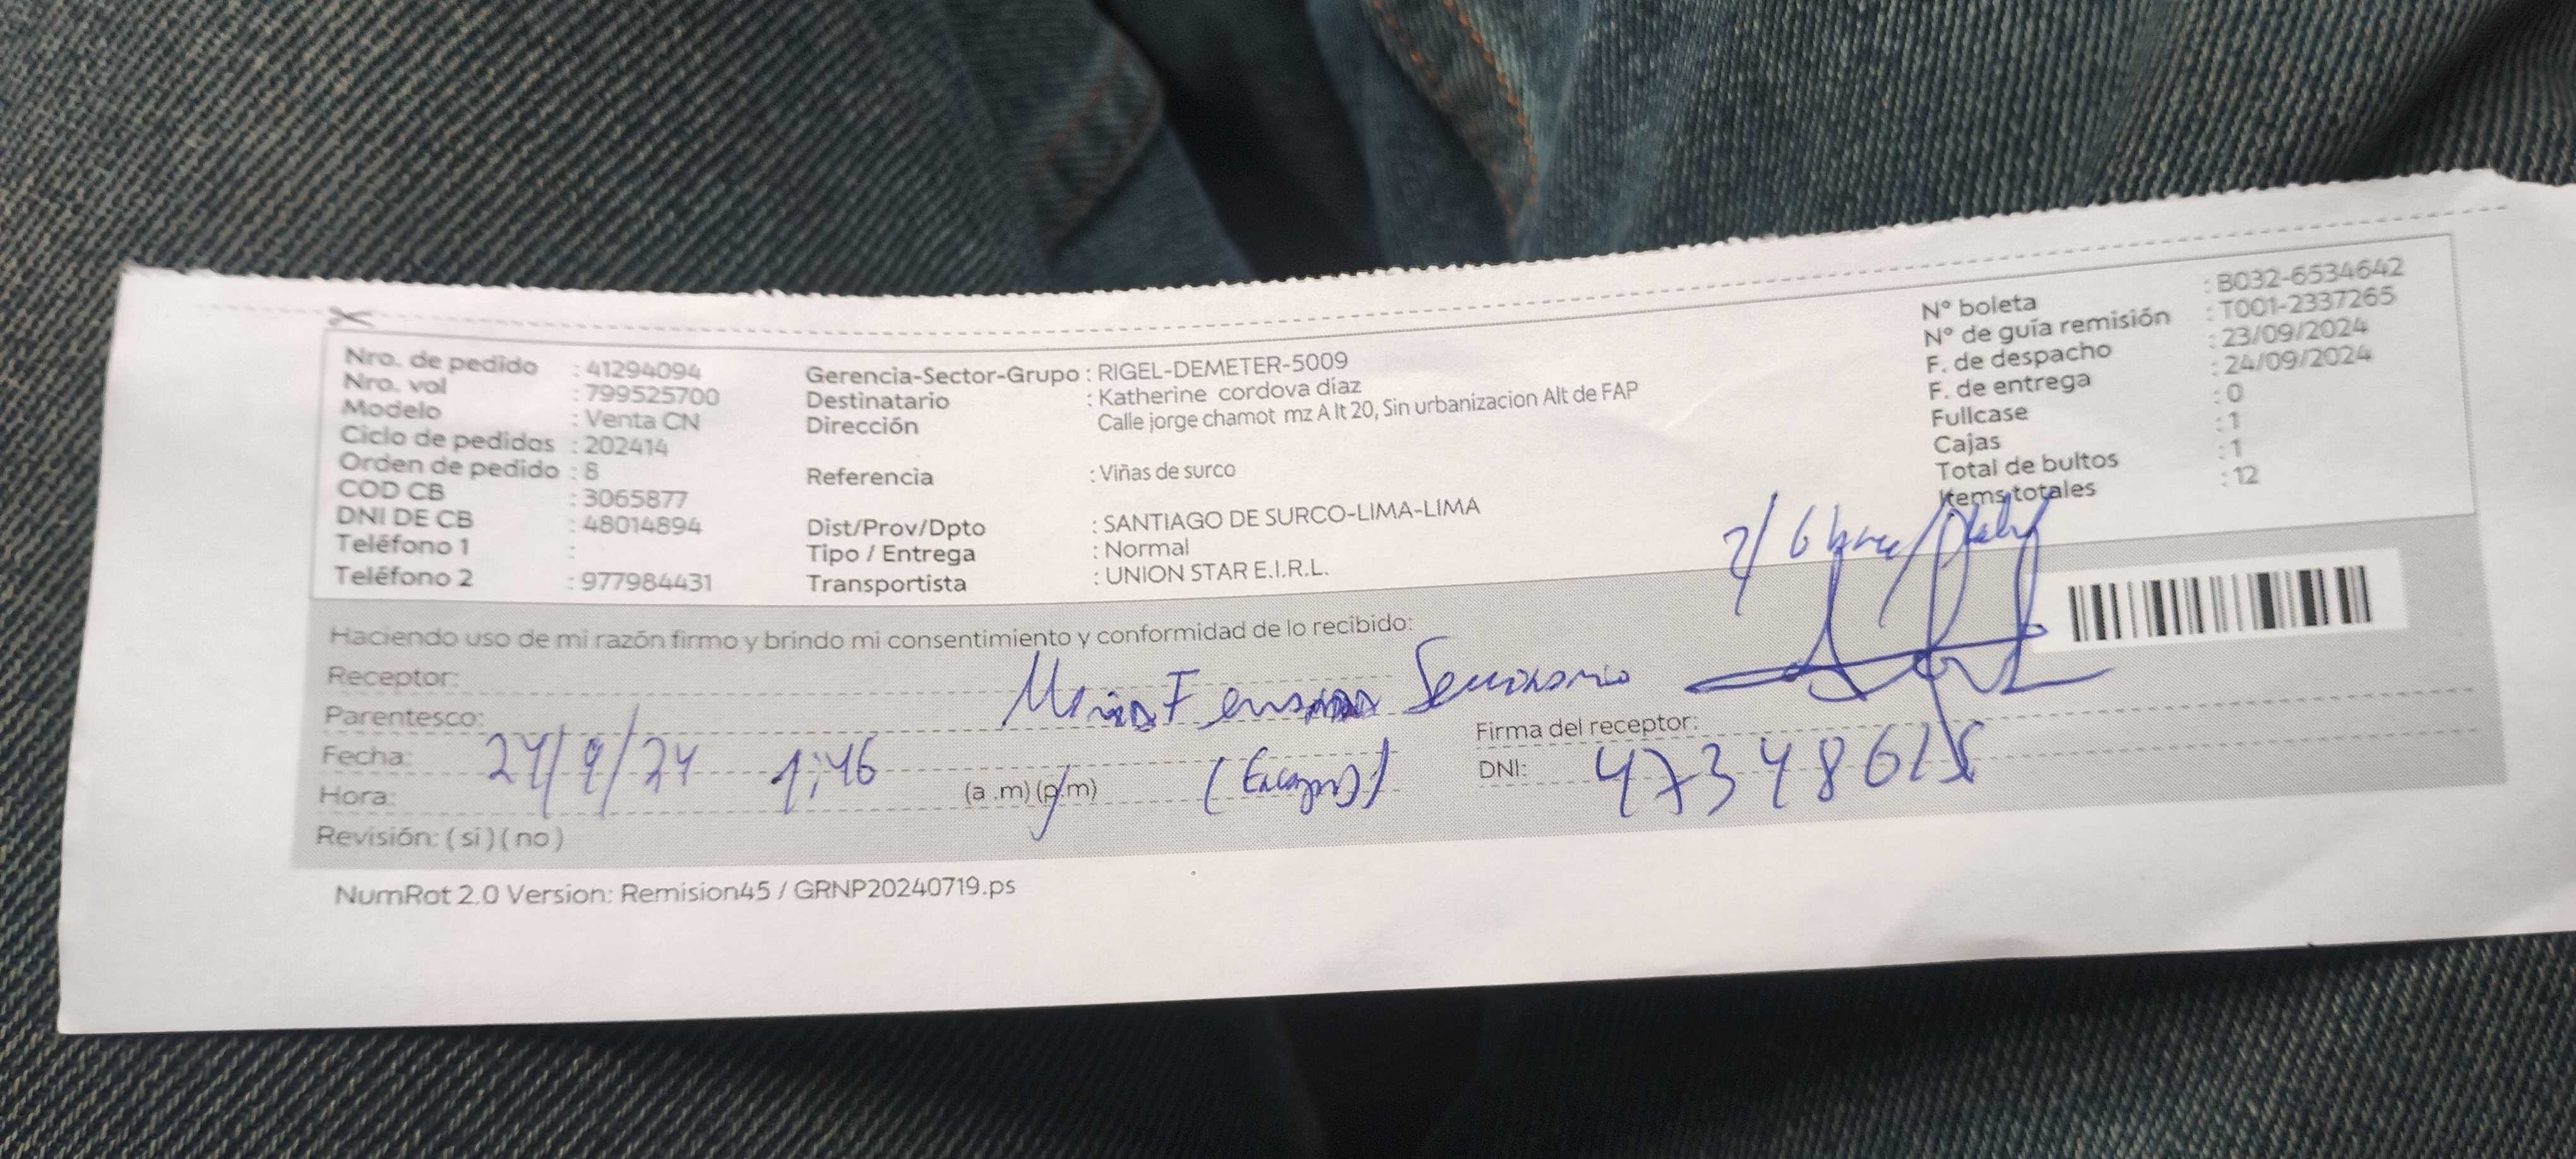 Nro. de pedido : 41294094
Nro. vol : 799525700
Modelo : Venta CN
Ciclo de pedidos : 202414
Orden de pedido : 8
COD CB : 3065877
DNI DE CB : 48014894
Teléfono 1 :
Teléfono 2 : 977984431
Gerencia-Sector-Grupo : RIGEL-DEMETER-5009
Destinatario : Katherine cordova díaz
Dirección Calle jorge chamot mz A lt 20, Sin urbanizacion Alt de FAP
Referencia : Viñas de surco
Dist/Prov/Dpto : SANTIAGO DE SURCO-LIMA-LIMA
Tipo / Entrega : Normal
Transportista : UNION STAR E.I.R.L.
N° boleta : B032-6534642
N° de guía remisión : T001-2337265
F. de despacho : 23/09/2024
F. de entrega : 24/09/2024
Fullcase : 0
Cajas : 1
Total de bultos : 1
Items totales : 12
Haciendo uso de mi razón firmo y brindo mi consentimiento y conformidad de lo recibido:
Receptor:
Parentesco:
Firma del receptor:
Fecha: 24/9/24 1:46
DNI: 47348615
Hora: (a .m) (p/m)
Revisión: ( si ) ( no )
NumRot 2.0 Version: Remision45 / GRNP20240719.ps